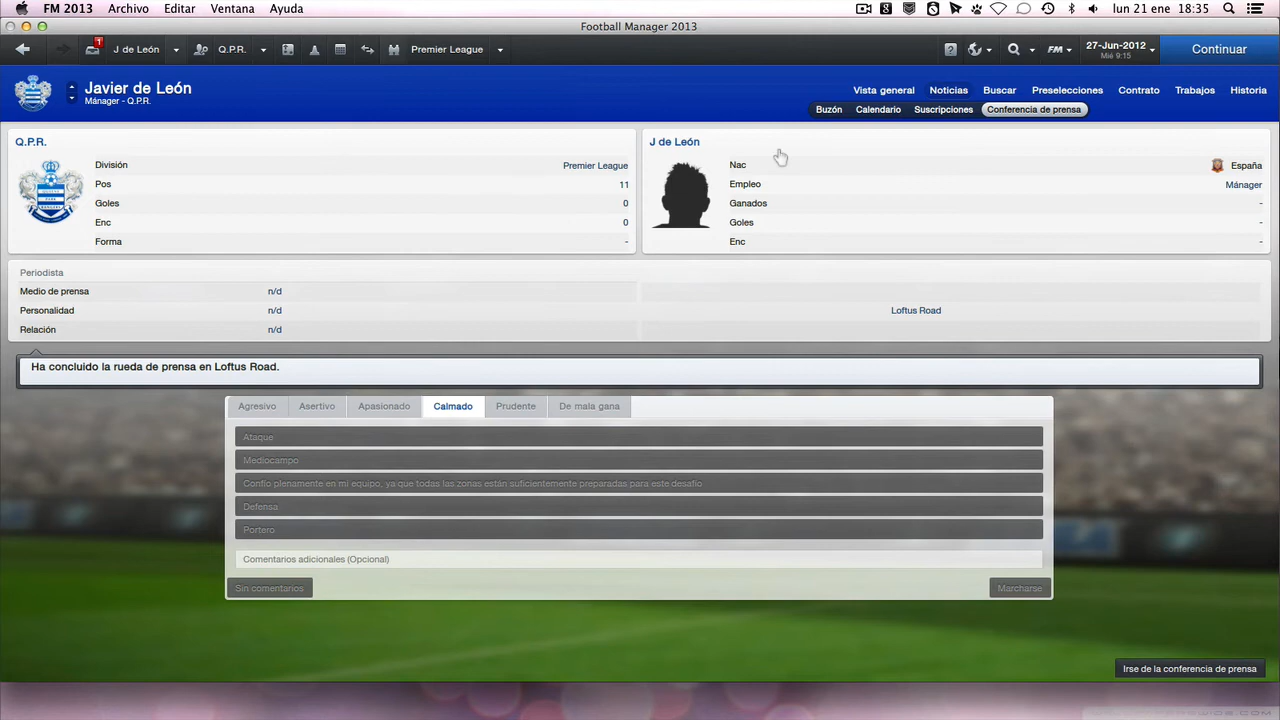 FM 2013 Archivo Editar Ventana Ayuda lun 21 ene 18:35
Football Manager 2013
1 J de León Q.P.R. Premier League ? FM 27-Jun-2012 Continuar
Mié 9:15
Javier de León
Mánager - Q.P.R.
Vista general Noticias Buscar Preselecciones Contrato Trabajos Historia
Buzón Calendario Suscripciones Conferencia de prensa
Q.P.R.
División Premier League
Pos 11
Goles 0
Enc 0
Forma -
J de León
Nac España
Empleo Mánager
Ganados -
Goles -
Enc -
Periodista
Medio de prensa n/d
Personalidad n/d Loftus Road
Relación n/d
Ha concluido la rueda de prensa en Loftus Road.
Agresivo Asertivo Apasionado Calmado Prudente De mala gana
Ataque
Mediocampo
Confío plenamente en mi equipo, ya que todas las zonas están suficientemente preparadas para este desafío
Defensa
Portero
Comentarios adicionales (Opcional)
Sin comentarios Marcharse
Irse de la conferencia de prensa